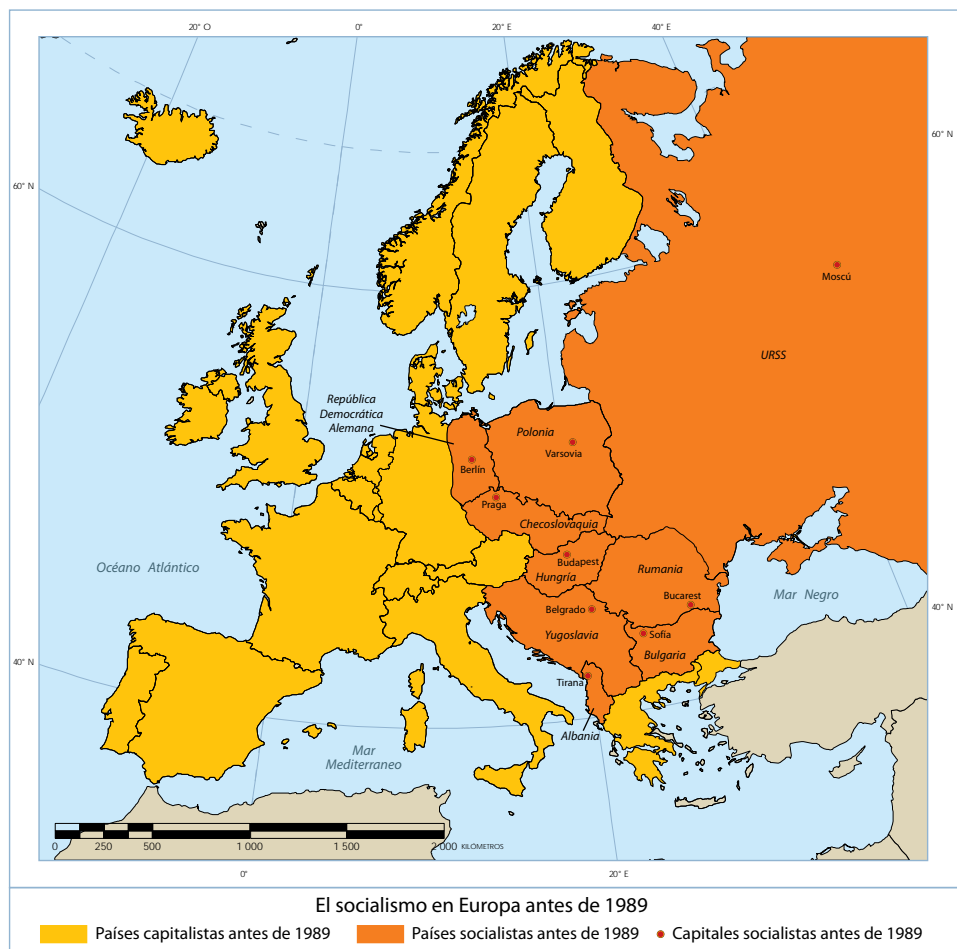 20° O
0°
20° E
40° E
60° N
60° N
Moscú
URSS
República
Democrática
Alemana
Polonia
Varsovia
Berlín
Praga
Checoslovaquia
Budapest
Hungría
Rumania
Océano Atlántico
Bucarest
Mar Negro
Belgrado
Yugoslavia
Sofía
Bulgaria
40° N
40° N
Tirana
Albania
Mar
Mediterraneo
0 250 500 1 000 1 500 2 000 KILÓMETROS
0°
20° E
El socialismo en Europa antes de 1989
Países capitalistas antes de 1989 Países socialistas antes de 1989 Capitales socialistas antes de 1989